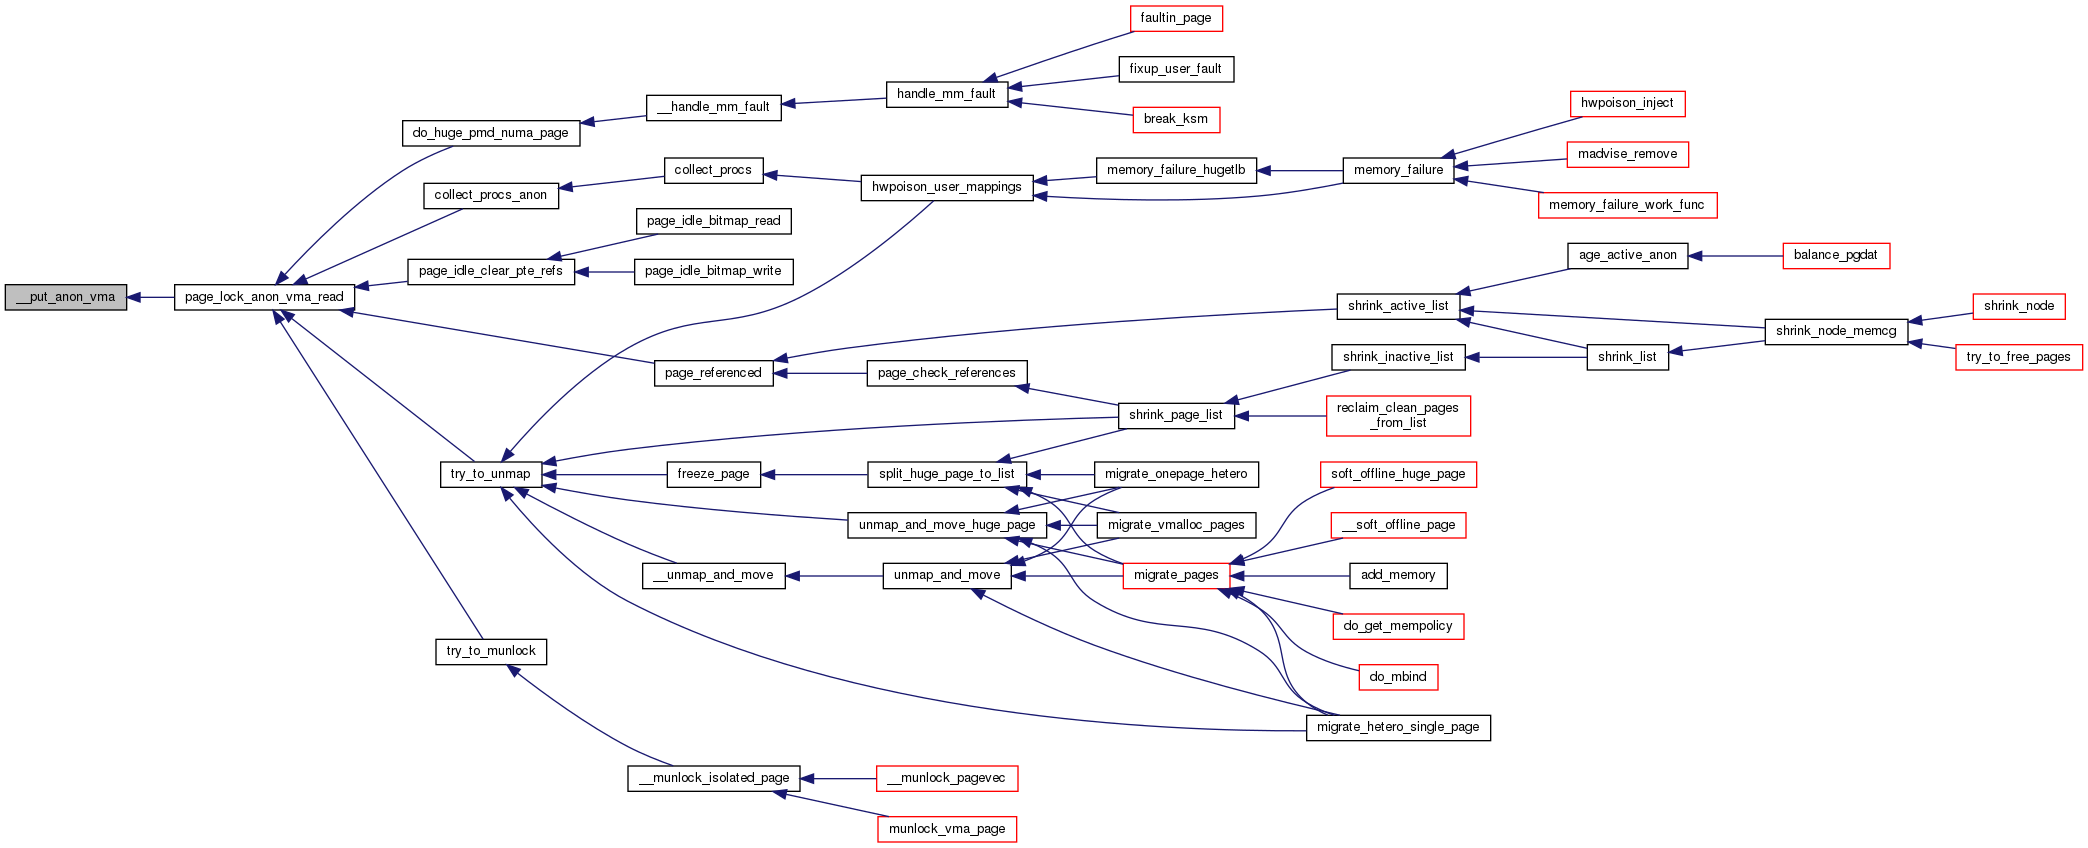 faultin_page
fixup_user_fault
handle_mm_fault
__handle_mm_fault
break_ksm
do_huge_pmd_numa_page
hwpoison_inject
madvise_remove
memory_failure
memory_failure_hugetlb
memory_failure_work_func
collect_procs
hwpoison_user_mappings
collect_procs_anon
page_idle_bitmap_read
page_idle_clear_pte_refs
page_idle_bitmap_write
age_active_anon
balance_pgdat
__put_anon_vma
page_lock_anon_vma_read
shrink_active_list
shrink_node
shrink_node_memcg
try_to_free_pages
shrink_inactive_list
shrink_list
page_referenced
page_check_references
shrink_page_list
reclaim_clean_pages
_from_list
try_to_unmap
freeze_page
split_huge_page_to_list
migrate_onepage_hetero
soft_offline_huge_page
unmap_and_move_huge_page
migrate_vmalloc_pages
__soft_offline_page
__unmap_and_move
unmap_and_move
migrate_pages
add_memory
do_get_mempolicy
try_to_munlock
do_mbind
migrate_hetero_single_page
__munlock_isolated_page
__munlock_pagevec
munlock_vma_page